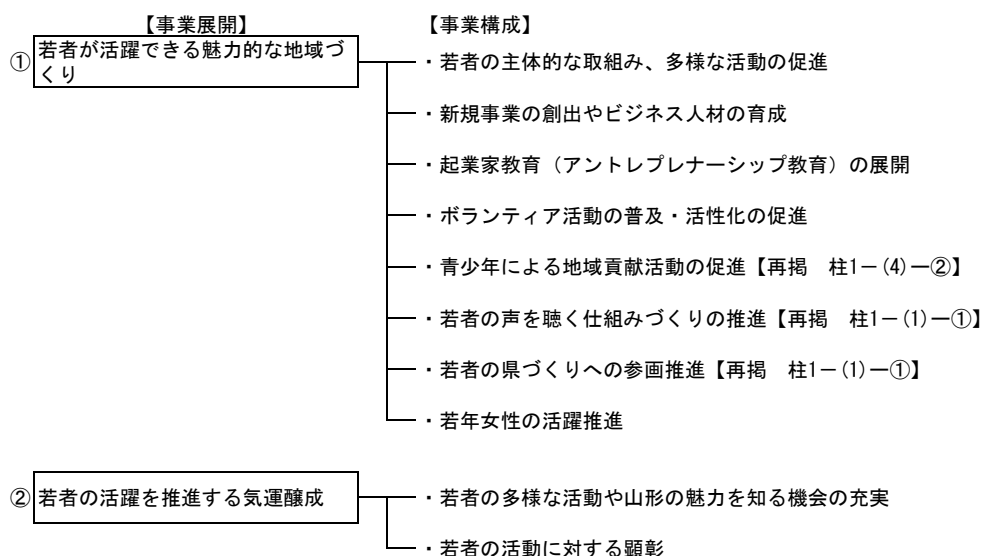 【事業展開】 【事業構成】
① 若者が活躍できる魅力的な地域づ
くり
・若者の主体的な取組み、多様な活動の促進
・新規事業の創出やビジネス人材の育成
・起業家教育（アントレプレナーシップ教育）の展開
・ボランティア活動の普及・活性化の促進
・青少年による地域貢献活動の促進【再掲　柱1－(4)－②】
・若者の声を聴く仕組みづくりの推進【再掲　柱1－(1)－①】
・若者の県づくりへの参画推進【再掲　柱1－(1)－①】
・若年女性の活躍推進
② 若者の活躍を推進する気運醸成
・若者の多様な活動や山形の魅力を知る機会の充実
・若者の活動に対する顕彰